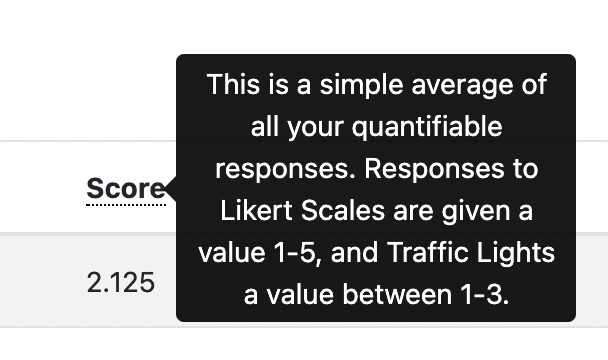 This is a simple average of
all your quantifiable
responses. Responses to
Likert Scales are given a
value 1-5, and Traffic Lights
a value between 1-3.
Score
2.125